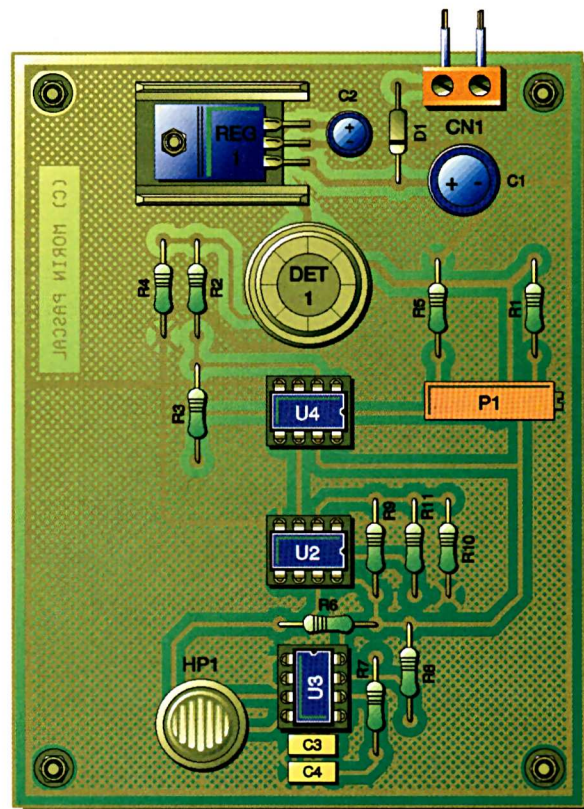 C2
REG
1
D1
CN1
C1
(C) MORIN PASCAL
R4
R2
DET
1
R5
R1
R3
U4
P1
U2
R9
R11
R10
R6
HP1
U3
R7
R8
C3
C4